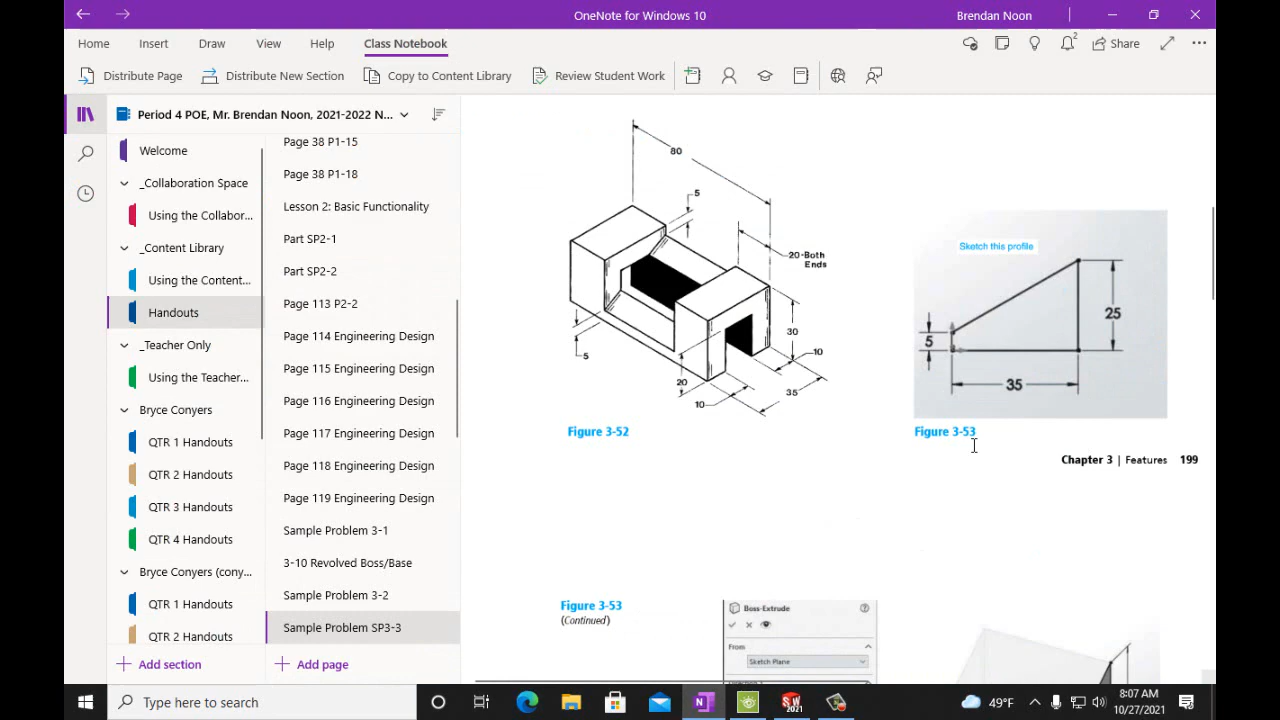 OneNote for Windows 10
Brendan Noon
Home
Insert
Draw
View
Help
Class Notebook
2
Share
Distribute Page
Distribute New Section
Copy to Content Library
Review Student Work
Period 4 POE, Mr. Brendan Noon, 2021-2022 N...
Welcome
_Collaboration Space
Using the Collabor...
_Content Library
Using the Content...
Handouts
_Teacher Only
Using the Teacher...
Bryce Conyers
QTR 1 Handouts
QTR 2 Handouts
QTR 3 Handouts
QTR 4 Handouts
Bryce Conyers (cony...
QTR 1 Handouts
QTR 2 Handouts
Add section
Page 38 P1-15
Page 38 P1-18
Lesson 2: Basic Functionality
Part SP2-1
Part SP2-2
Page 113 P2-2
Page 114 Engineering Design
Page 115 Engineering Design
Page 116 Engineering Design
Page 117 Engineering Design
Page 118 Engineering Design
Page 119 Engineering Design
Sample Problem 3-1
3-10 Revolved Boss/Base
Sample Problem 3-2
Sample Problem SP3-3
Add page
80
5
20-Both
Ends
30
10
35
20
10
5
Figure 3-52
Sketch this profile
25
5
35
Figure 3-53
Chapter 3 | Features 199
Figure 3-53
(Continued)
Boss-Extrude
From
Sketch Plane
Type here to search
SW
2021
49°F
8:07 AM
10/27/2021